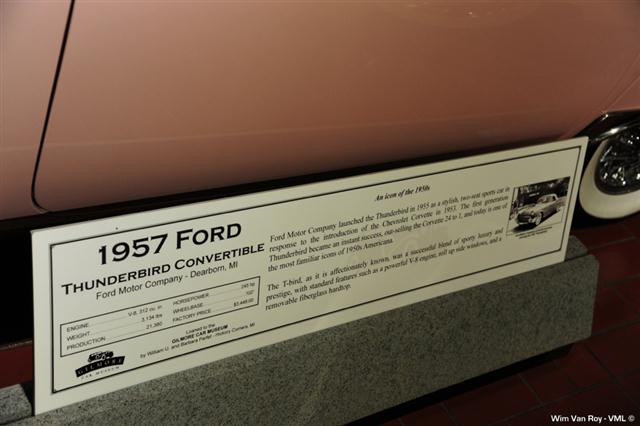 1957 FORD
THUNDERBIRD CONVERTIBLE
Ford Motor Company - Dearborn, MI
ENGINE V-8, 312 cu. in
WEIGHT 3,134 lbs
PRODUCTION 21,380
HORSEPOWER 245 hp
WHEELBASE 102"
FACTORY PRICE $3,448.00
Loaned to the
GILMORE CAR MUSEUM
by William U. and Barbara Parfet - Hickory Corners, MI
GILMORE
CAR MUSEUM
An icon of the 1950s
Ford Motor Company launched the Thunderbird in 1955 as a stylish, two-seat sports car in
response to the introduction of the Chevrolet Corvette in 1953. The first generation
Thunderbird became an instant success, out-selling the Corvette 24 to 1, and today is one of
the most familiar icons of 1950s Americana.
The T-bird, as it is affectionately known, was a successful blend of sporty luxury and
prestige, with standard features such as a powerful V-8 engine, roll up side windows, and a
removable fiberglass hardtop.
Wim Van Roy - VML ©